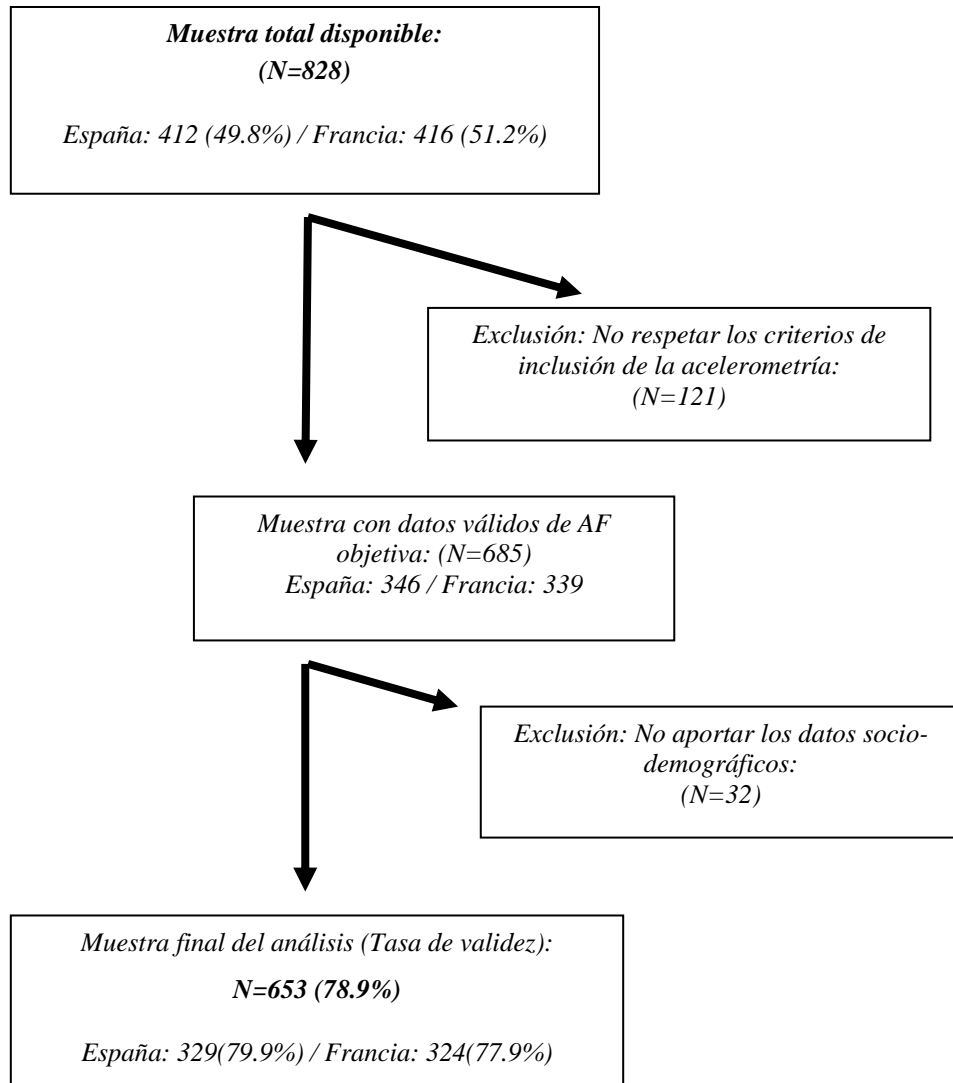 Muestra total disponible:
(N=828)
España: 412 (49.8%) / Francia: 416 (51.2%)
Exclusión: No respetar los criterios de
inclusión de la acelerometría:
(N=121)
Muestra con datos válidos de AF
objetiva: (N=685)
España: 346 / Francia: 339
Exclusión: No aportar los datos socio-
demográficos:
(N=32)
Muestra final del análisis (Tasa de validez):
N=653 (78.9%)
España: 329(79.9%) / Francia: 324(77.9%)